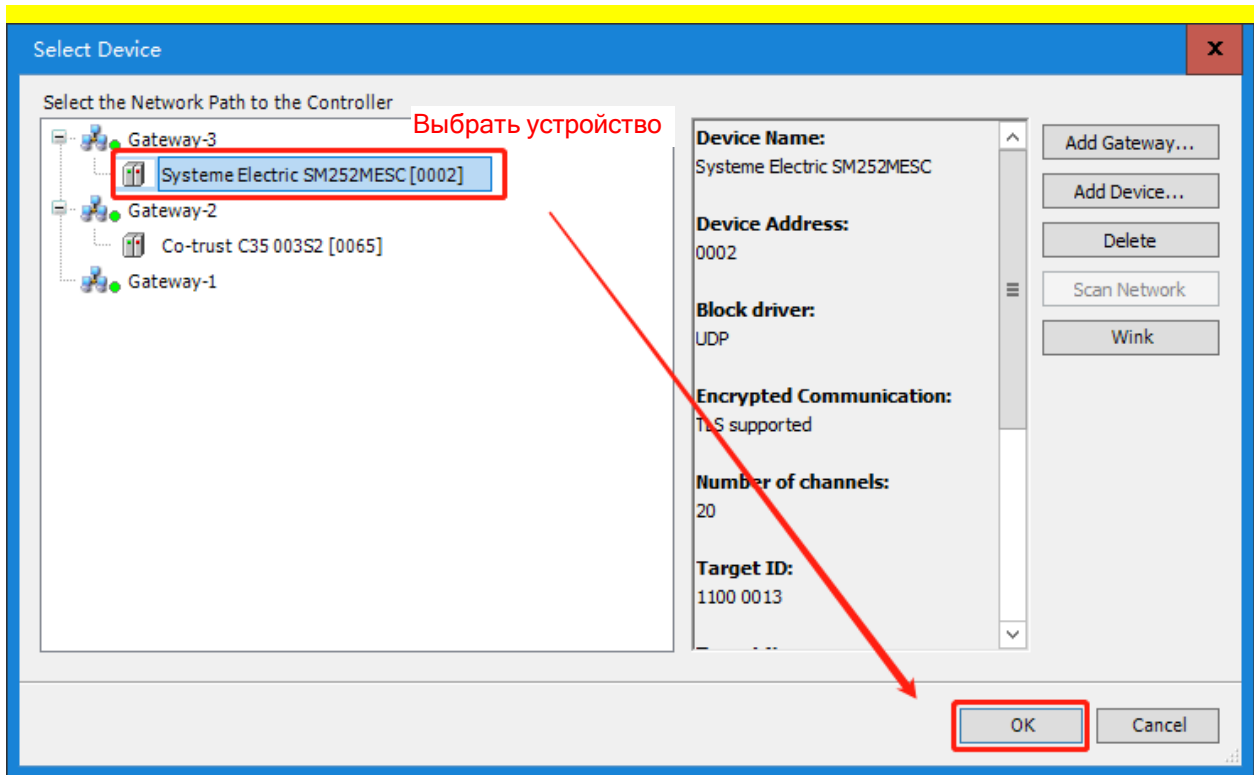 Select Device
x
Select the Network Path to the Controller
Выбрать устройство
Gateway-3
Systeme Electric SM252MESC [0002]
Gateway-2
Co-trust C35 003S2 [0065]
Gateway-1
Device Name:
Systeme Electric SM252MESC
Device Address:
0002
Block driver:
UDP
Encrypted Communication:
TLS supported
Number of channels:
20
Target ID:
1100 0013
Add Gateway...
Add Device...
Delete
Scan Network
Wink
OK
Cancel